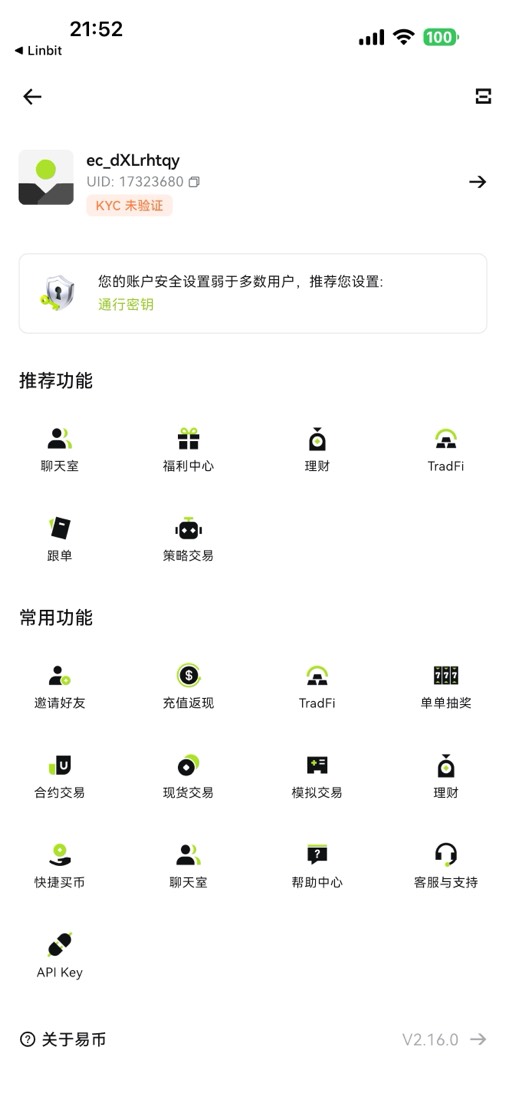 21:52
100
◀ Linbit
ec_dXLrhtqy
UID: 17323680
KYC 未验证
您的账户安全设置弱于多数用户，推荐您设置:
通行密钥
推荐功能
聊天室 福利中心 理财 TradFi
跟单 策略交易
常用功能
邀请好友 充值返现 TradFi 单单抽奖
合约交易 现货交易 模拟交易 理财
快捷买币 聊天室 帮助中心 客服与支持
API Key
关于易币 V2.16.0